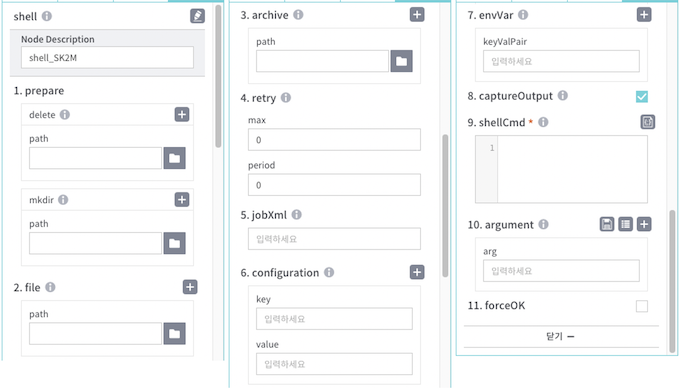 shell
Node Description
shell_SK2M
1. prepare
delete
path
mkdir
path
2. file
path
3. archive
path
4. retry
max
0
period
0
5. jobXml
입력하세요
6. configuration
key
입력하세요
value
입력하세요
7. envVar
keyValPair
입력하세요
8. captureOutput
9. shellCmd *
1
10. argument
arg
입력하세요
11. forceOK
닫기